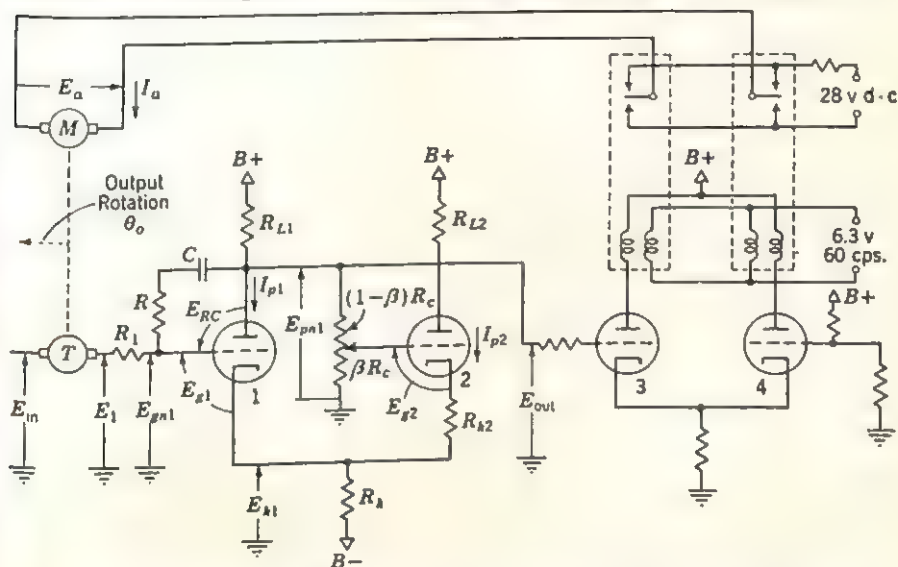 E_a
I_a
28 v d-c
M
B+
B+
B+
Output
Rotation
θ_o
R_L1
R_L2
6.3 v
60 cps.
C
I_p1
(1-β)R_c
B+
R
E_RC
E_pn1
I_p2
R_1
T
βR_c
1
2
3
4
E_in
E_1
E_gn1
E_g1
E_g2
E_out
R_k2
E_k1
R_k
B-